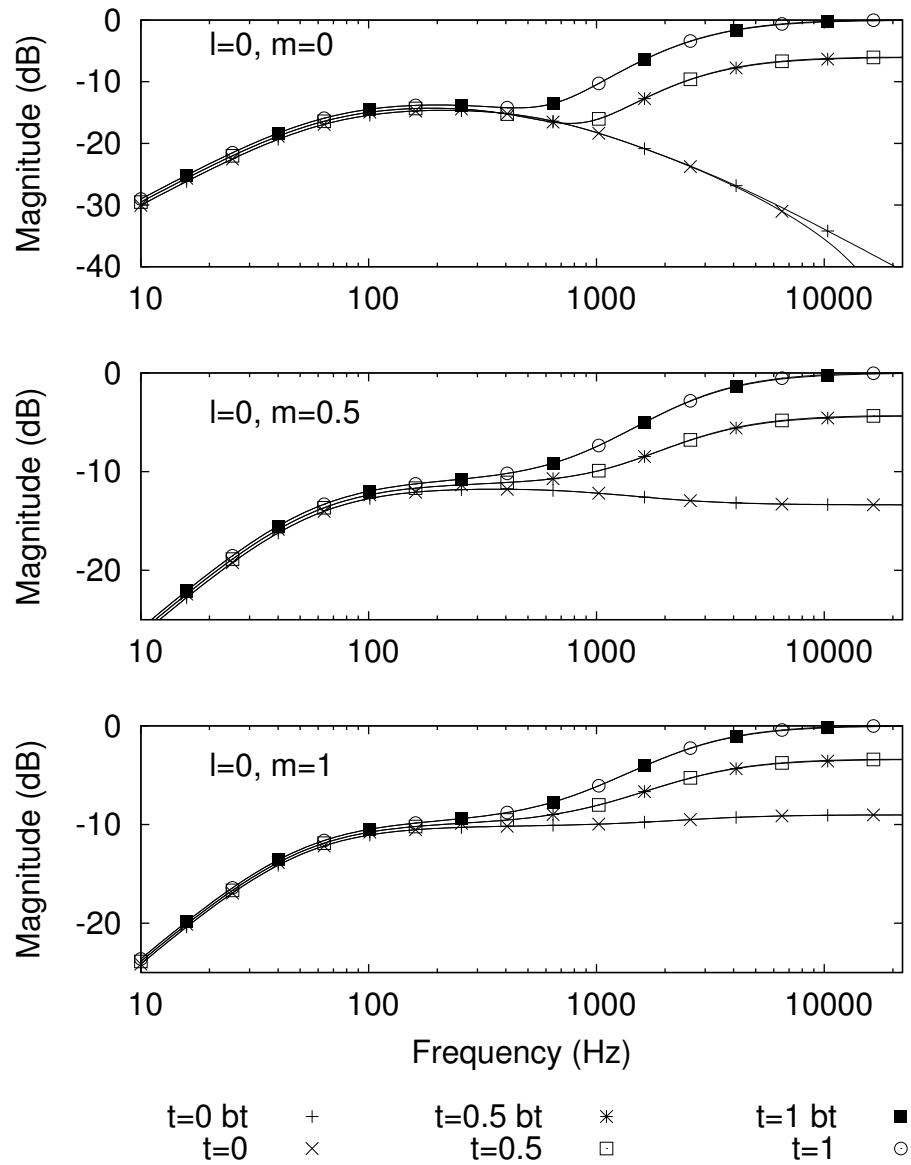 0
l=0, m=0
-10
-20
-30
-40
Magnitude (dB)
10 100 1000 10000
0
l=0, m=0.5
-10
-20
Magnitude (dB)
10 100 1000 10000
0
l=0, m=1
-10
-20
Magnitude (dB)
10 100 1000 10000
Frequency (Hz)
t=0 bt t=0.5 bt t=1 bt
t=0 t=0.5 t=1